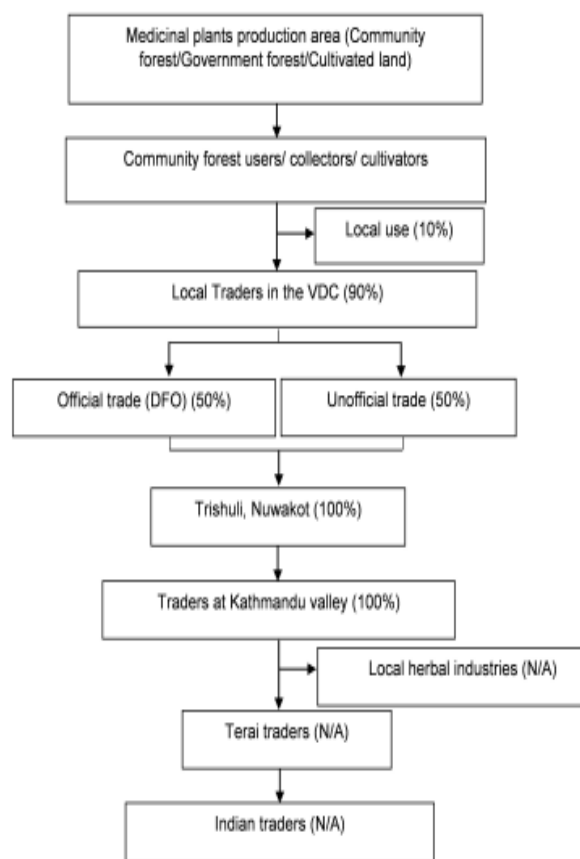 Medicinal plants production area (Community
forest/Government forest/Cultivated land)
Community forest users/ collectors/ cultivators
Local use (10%)
Local Traders in the VDC (90%)
Official trade (DFO) (50%)
Unofficial trade (50%)
Trishuli, Nuwakot (100%)
Traders at Kathmandu valley (100%)
Local herbal industries (N/A)
Terai traders (N/A)
Indian traders (N/A)